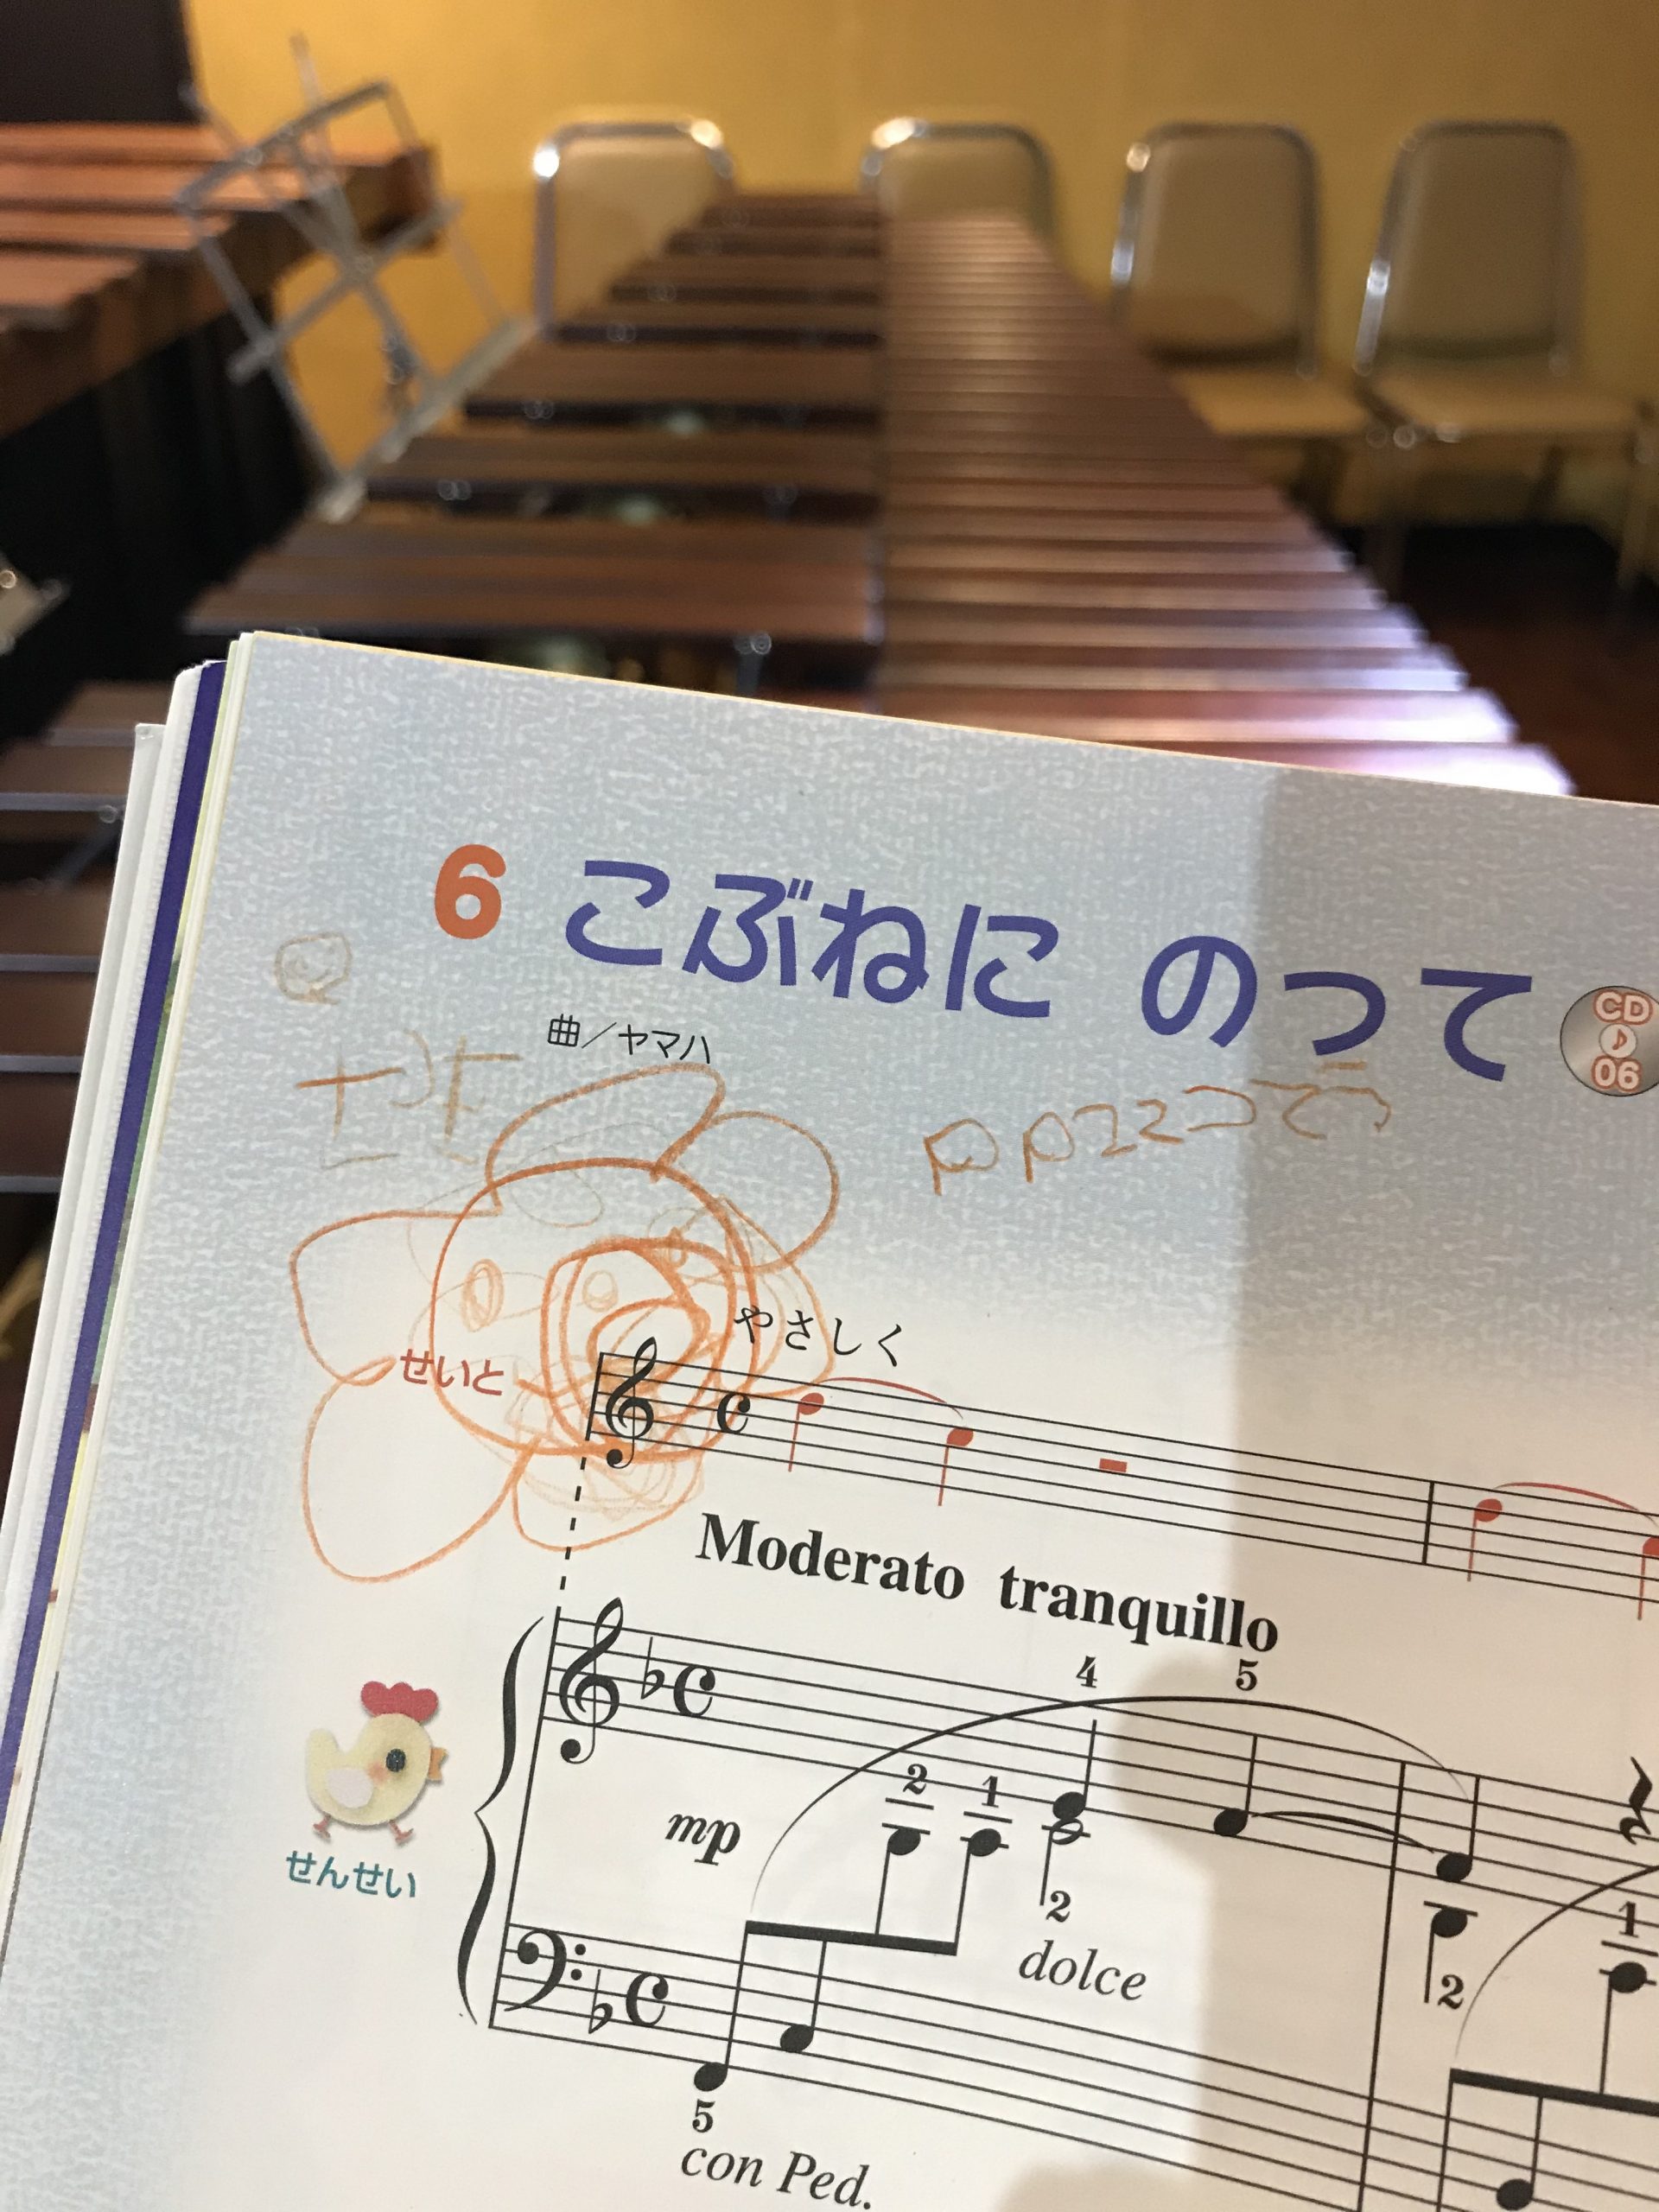 6 こぶねに のって
CD
♪
06
曲／ヤマハ
やさしく
せいと
Moderato tranquillo
4 5
2 1
mp
2
せんせい
dolce
2
1
5
con Ped.